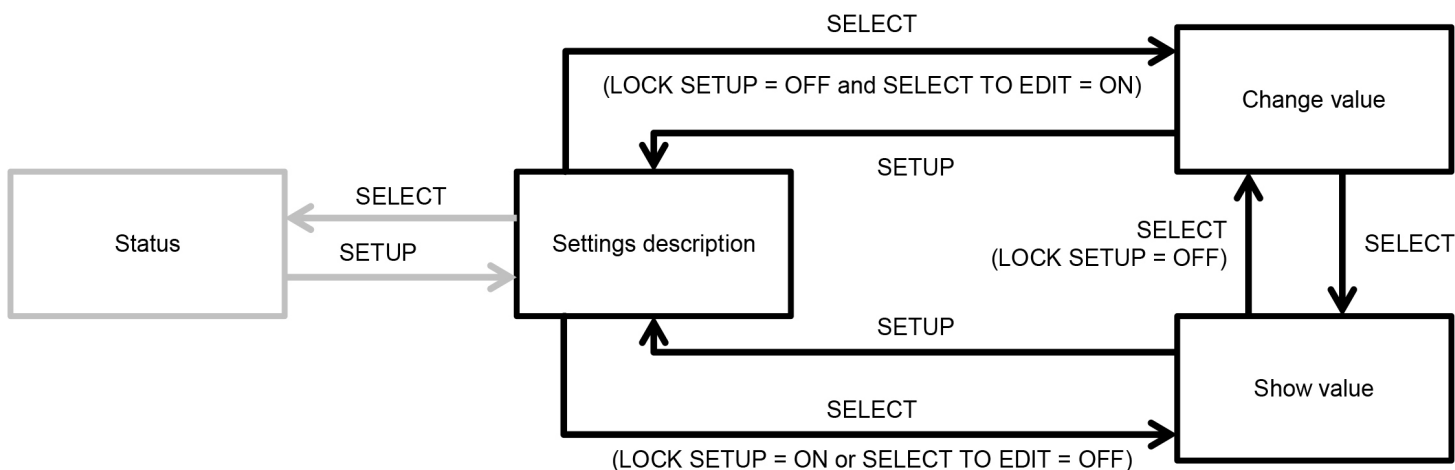 SELECT
(LOCK SETUP = OFF and SELECT TO EDIT = ON)
Change value
SETUP
SELECT
Status
Settings description
SETUP
SELECT
(LOCK SETUP = OFF)
SELECT
SETUP
Show value
SELECT
(LOCK SETUP = ON or SELECT TO EDIT = OFF)